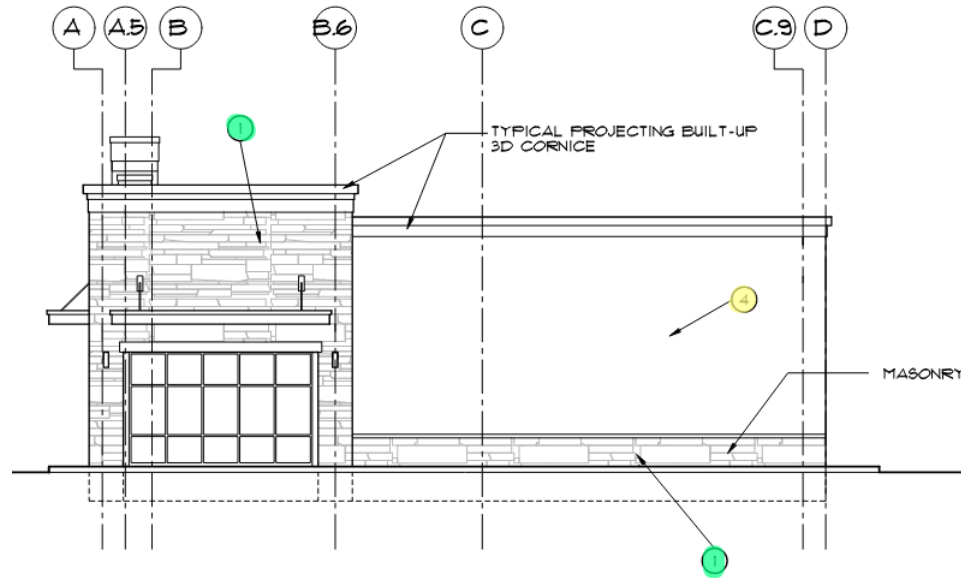 A A.5 B B.6 C C.9 D
1
TYPICAL PROJECTING BUILT-UP
3D CORNICE
4
MASONRY
1